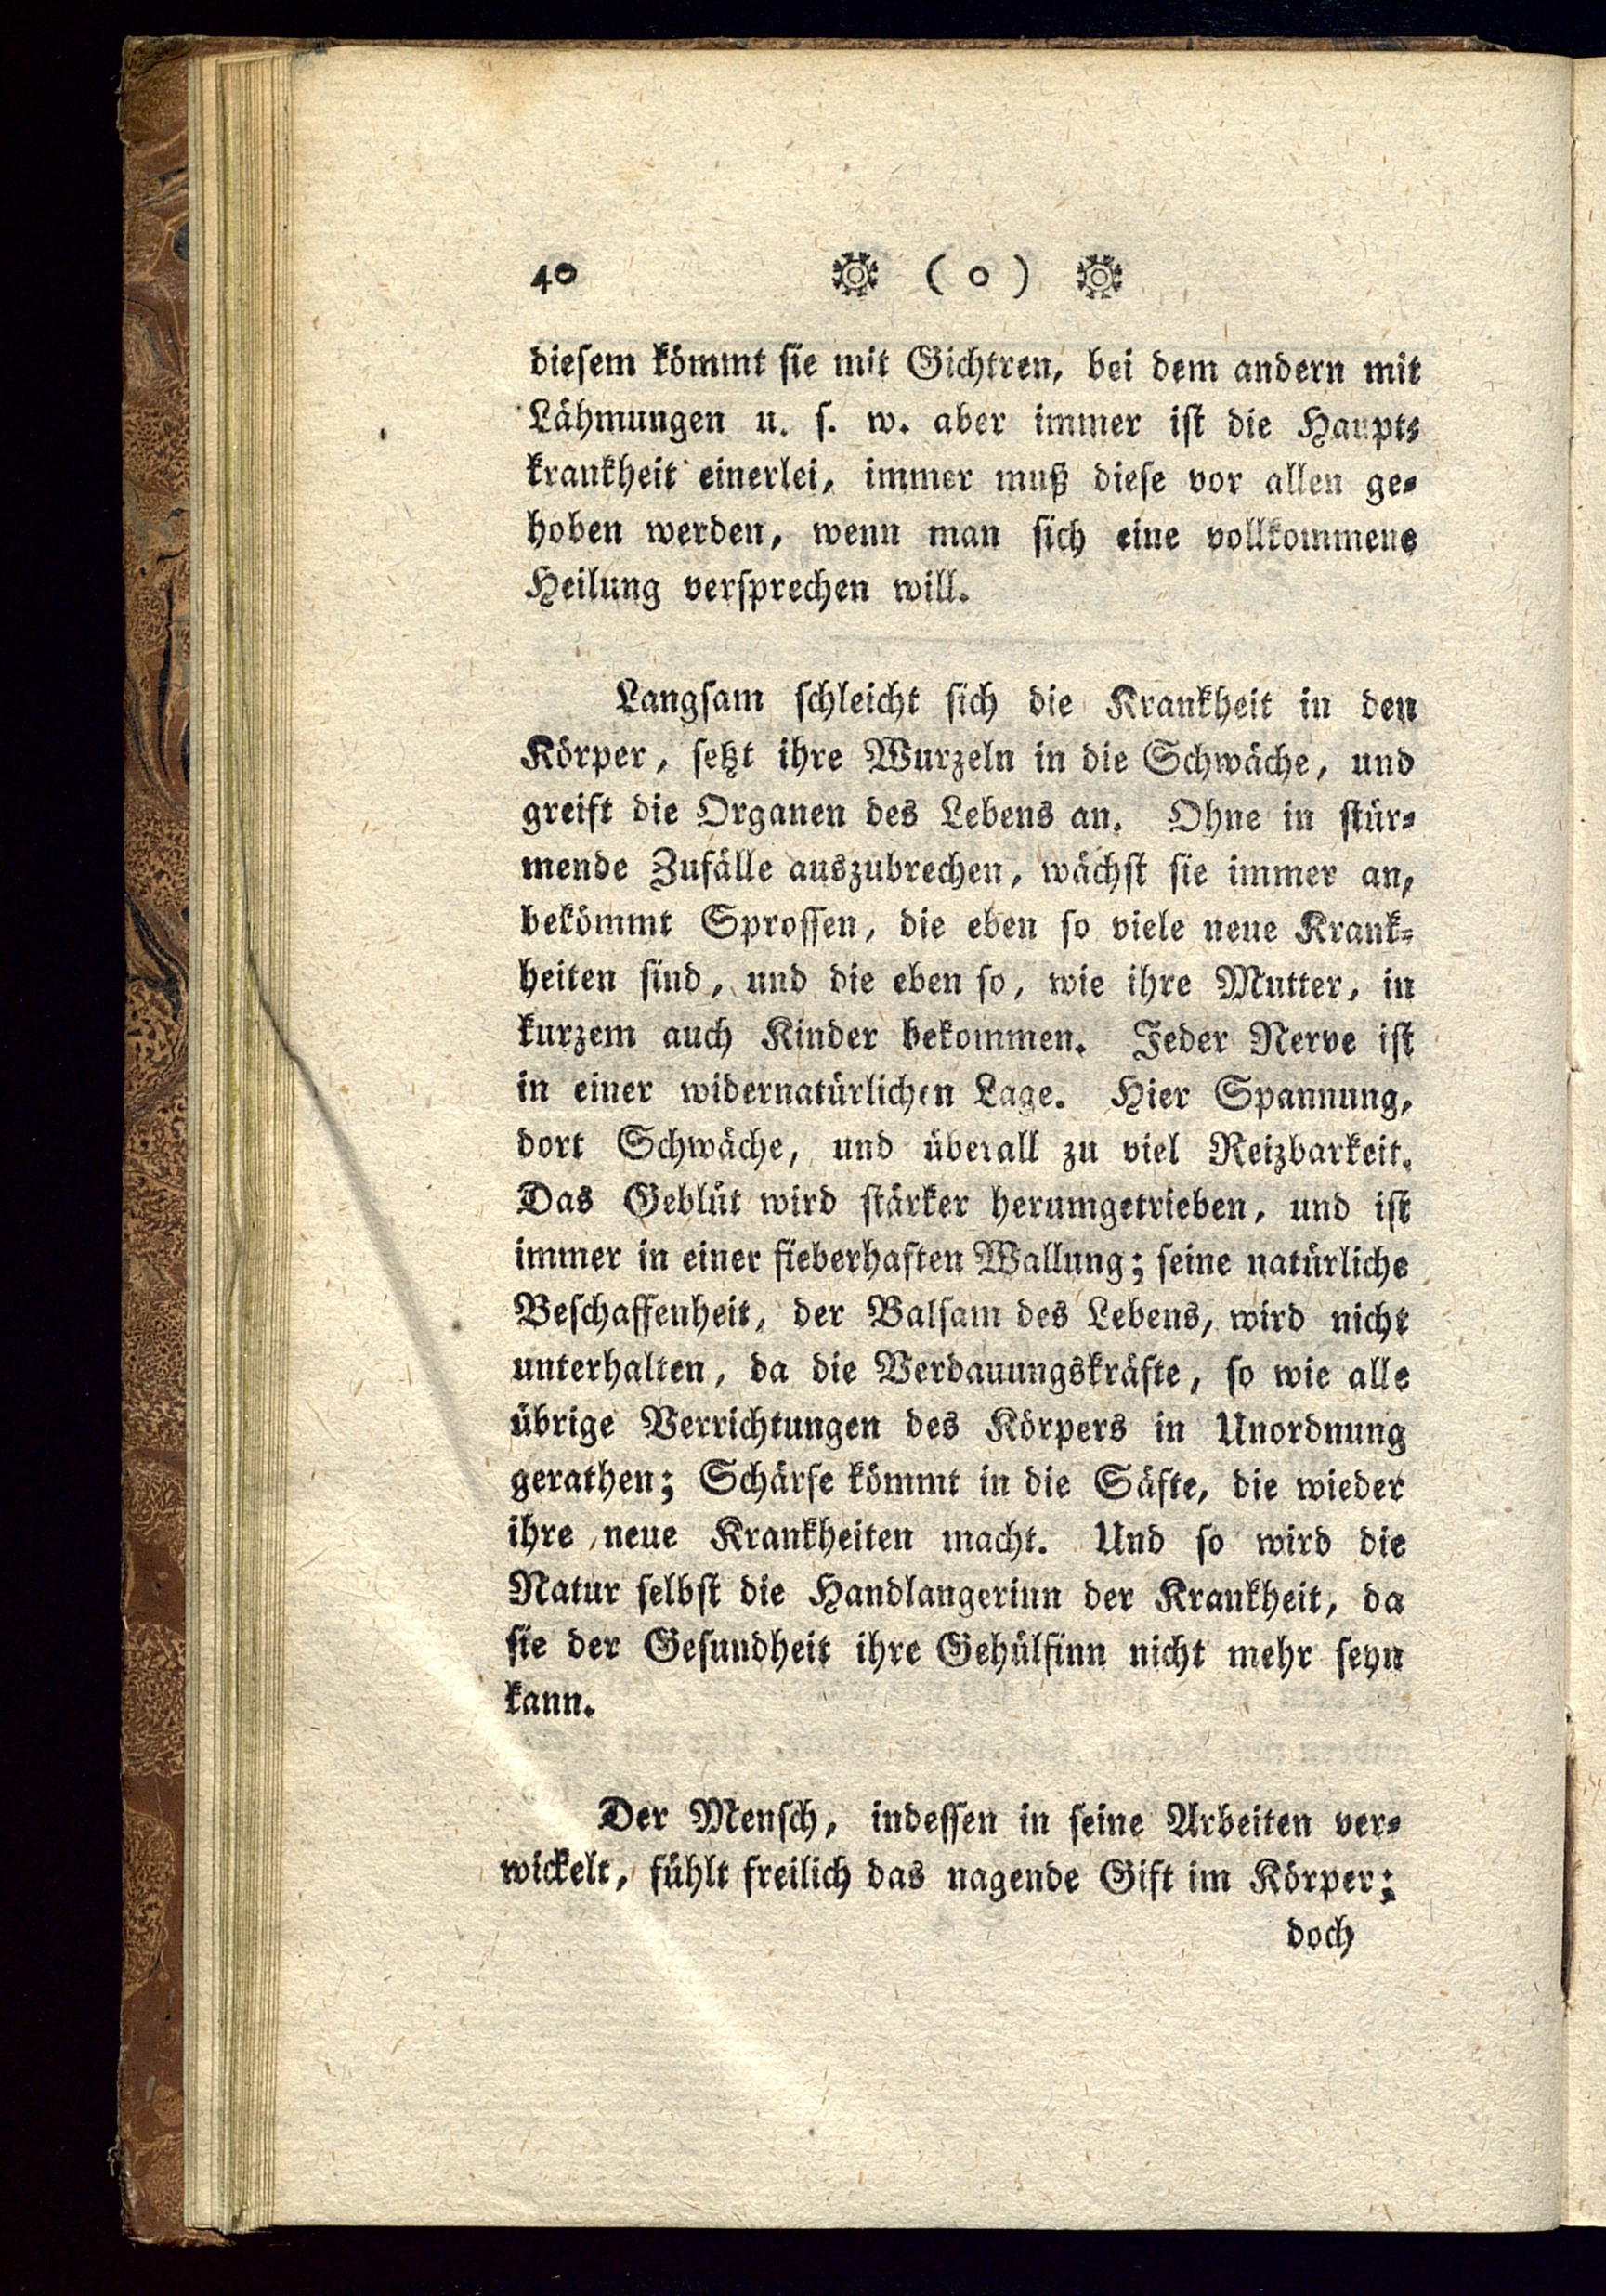 40 ( o )
diesem kömmt sie mit Gichtren, bei dem andern mit
Lähmungen u. s. w. aber immer ist die Haupt-
krankheit einerlei, immer muß diese vor allen ge-
hoben werden, wenn man sich eine vollkommene
Heilung versprechen will.
Langsam schleicht sich die Krankheit in den
Körper, setzt ihre Wurzeln in die Schwäche, und
greift die Organen des Lebens an. Ohne in stür-
mende Zufälle auszubrechen, wächst sie immer an,
bekömmt Sprossen, die eben so viele neue Krank-
heiten sind, und die eben so, wie ihre Mutter, in
kurzem auch Kinder bekommen. Jeder Nerve ist
in einer widernatürlichen Lage. Hier Spannung,
dort Schwäche, und überall zu viel Reizbarkeit.
Das Geblüt wird stärker herumgetrieben, und ist
immer in einer fieberhaften Wallung; seine natürliche
Beschaffenheit, der Balsam des Lebens, wird nicht
unterhalten, da die Verdauungskräfte, so wie alle
übrige Verrichtungen des Körpers in Unordnung
gerathen; Schärfe kömmt in die Säfte, die wieder
ihre neue Krankheiten macht. Und so wird die
Natur selbst die Handlangerinn der Krankheit, da
sie der Gesundheit ihre Gehülfinn nicht mehr seyn
kann.
Der Mensch, indessen in seine Arbeiten ver-
wickelt, fühlt freilich das nagende Gift im Körper;
doch